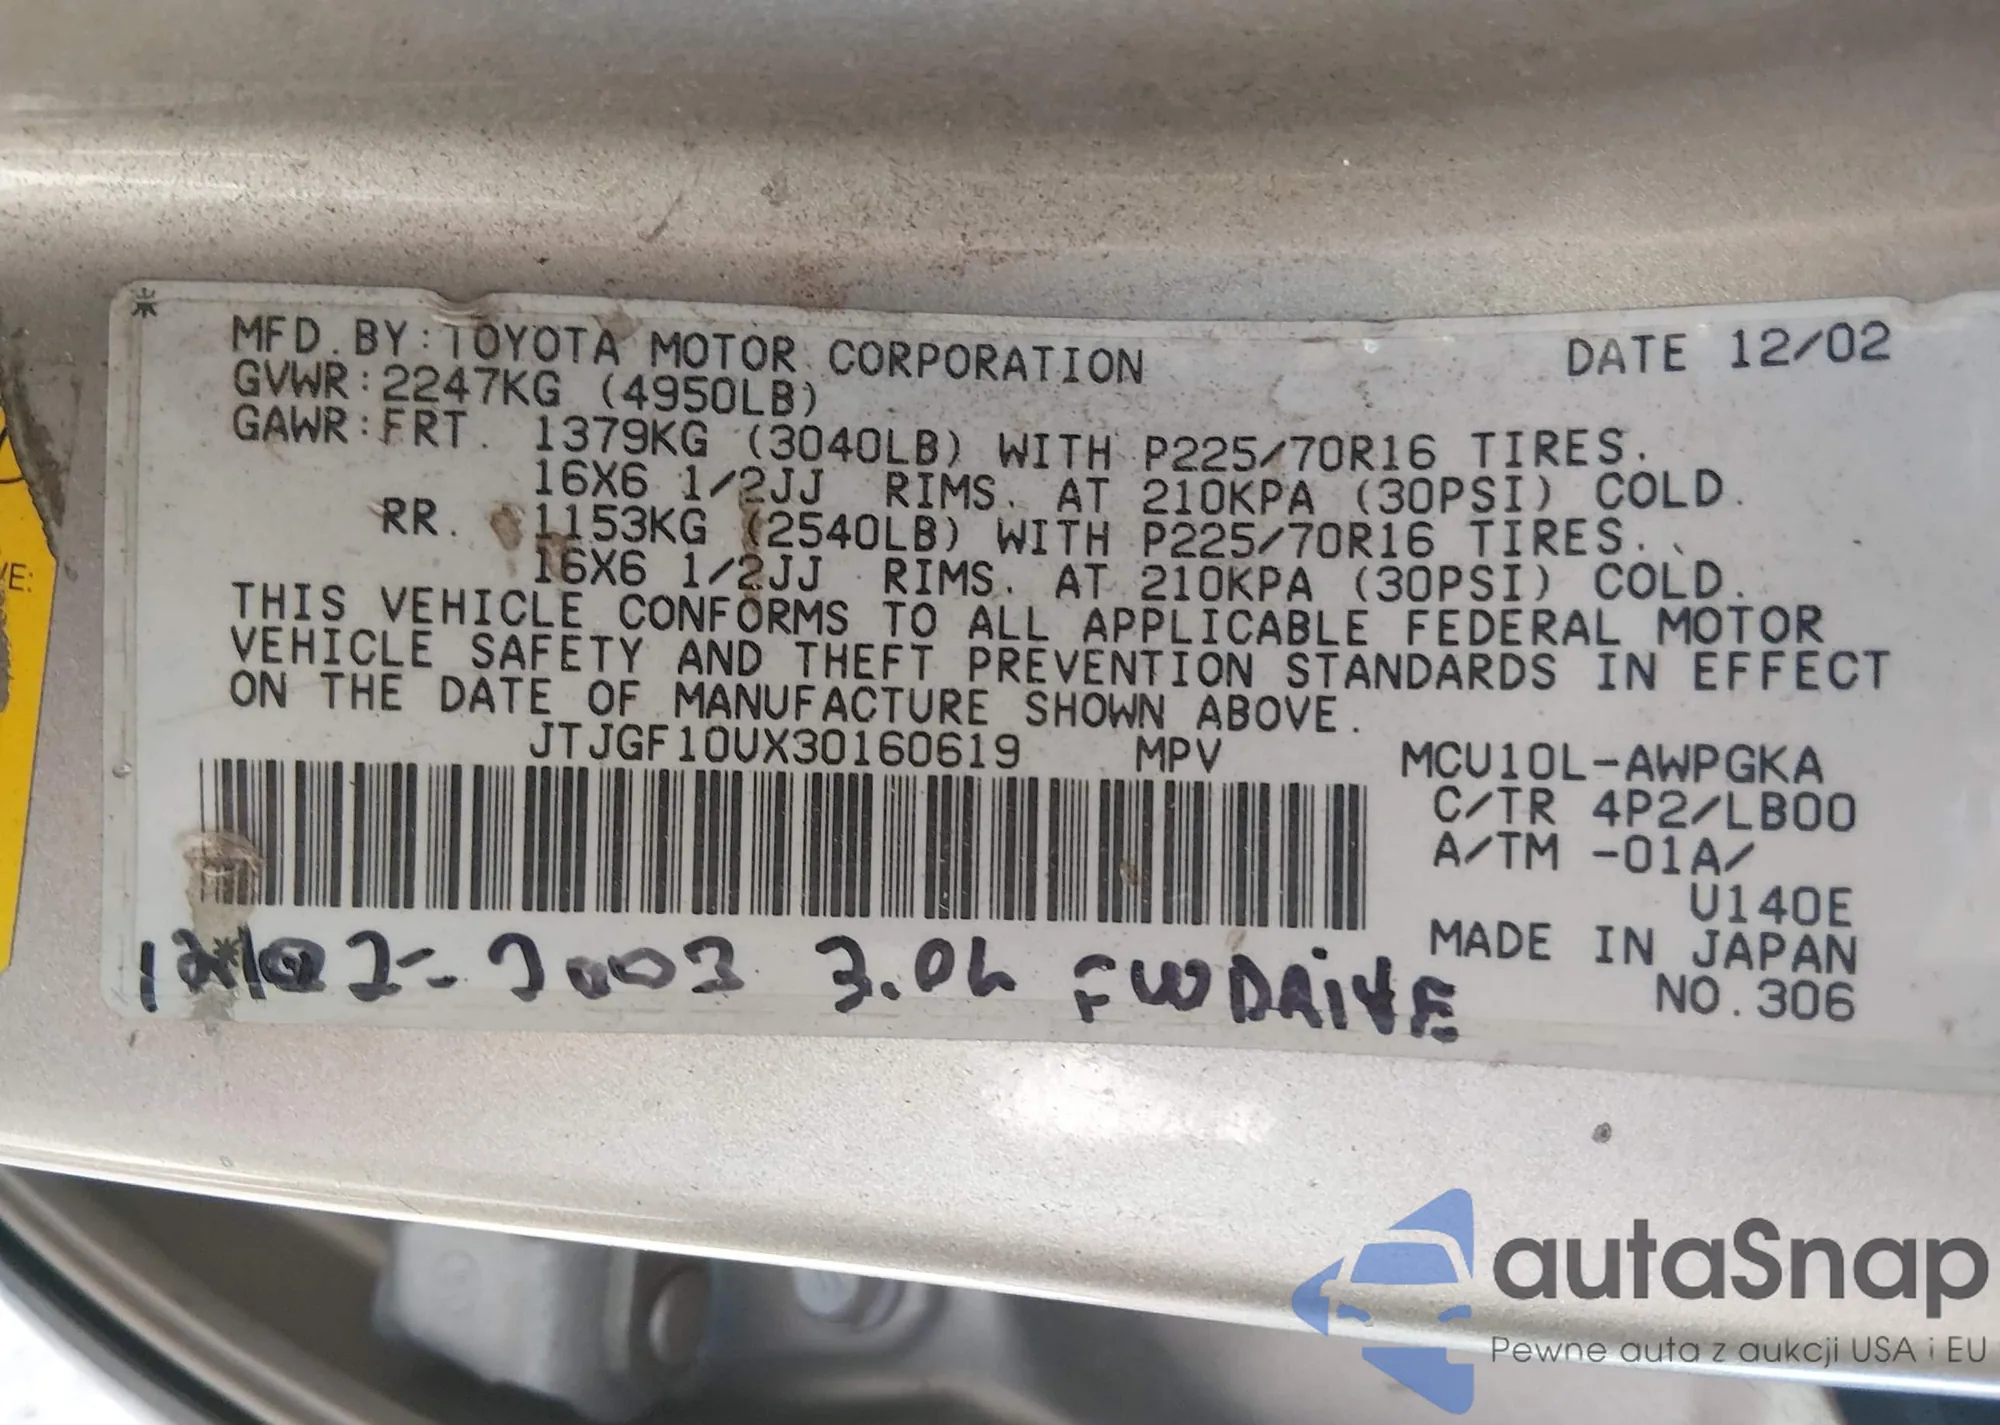 MFD. BY: TOYOTA MOTOR CORPORATION DATE 12/02
GVWR: 2247KG (4950LB)
GAWR: FRT. 1379KG (3040LB) WITH P225/70R16 TIRES.
16X6 1/2JJ RIMS. AT 210KPA (30PSI) COLD.
RR. 1153KG (2540LB) WITH P225/70R16 TIRES.
16X6 1/2JJ RIMS. AT 210KPA (30PSI) COLD.
THIS VEHICLE CONFORMS TO ALL APPLICABLE FEDERAL MOTOR
VEHICLE SAFETY AND THEFT PREVENTION STANDARDS IN EFFECT
ON THE DATE OF MANUFACTURE SHOWN ABOVE.
JTJGF10UX30160619 MPV MCU10L-AWPGKA
C/TR 4P2/LB00
A/TM -01A/
U140E
MADE IN JAPAN
NO.306
2003 3.0L FWDRiVE
autaSnap
Pewne auta z aukcji USA i EU